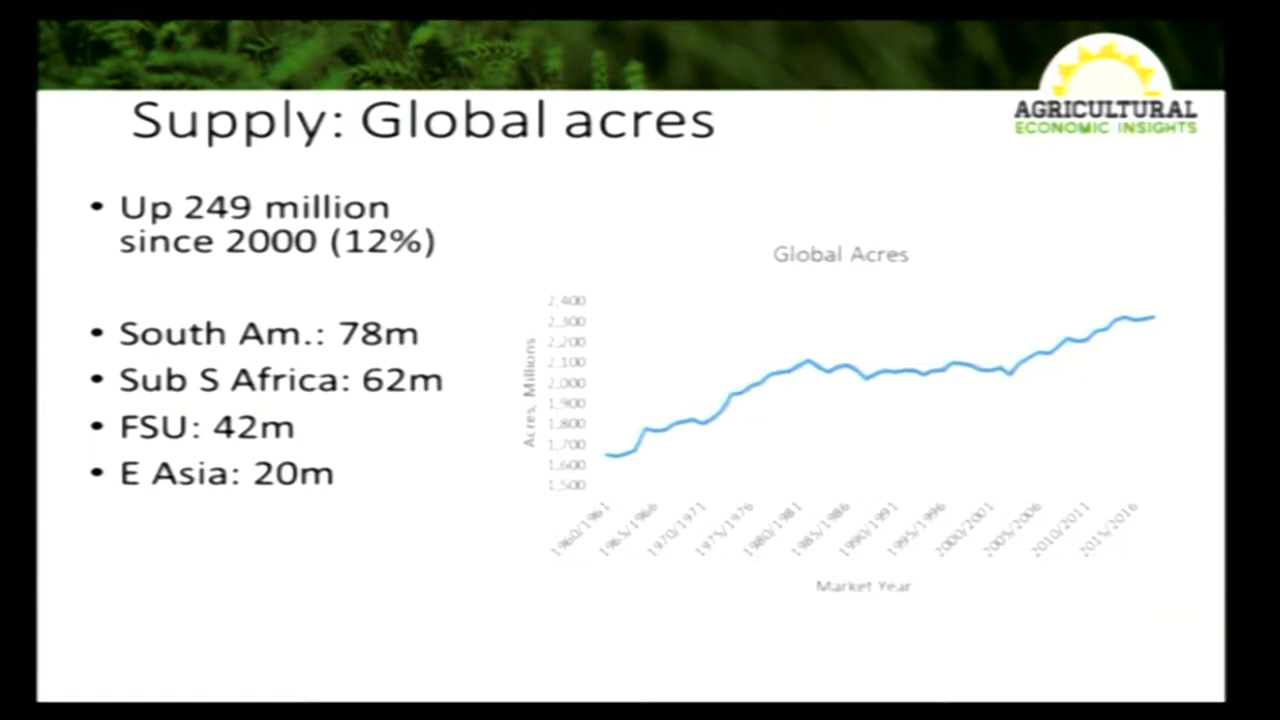 AGRICULTURAL
ECONOMIC INSIGHTS
Supply: Global acres
• Up 249 million
since 2000 (12%)
• South Am.: 78m
• Sub S Africa: 62m
• FSU: 42m
• E Asia: 20m
Global Acres
Acres, Millions
2,400
2,300
2,200
2,100
2,000
1,900
1,800
1,700
1,600
1,500
1960/1961
1965/1966
1970/1971
1975/1976
1980/1981
1985/1986
1990/1991
1995/1996
2000/2001
2005/2006
2010/2011
2015/2016
Market Year